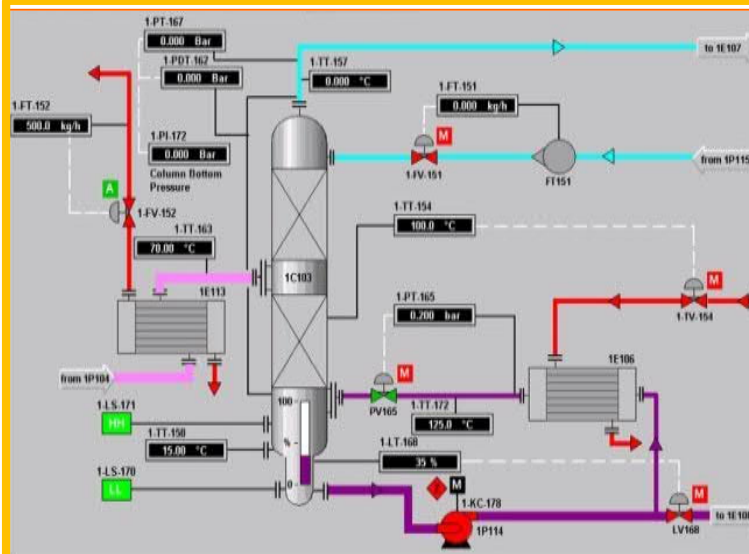 1-PT-167
0.000 Bar
to 1E107
1-PDT-162
0.000 Bar
1-TT-157
0.000 °C
1-FT-151
0.000 kg/h
1-FT-152
500.0 kg/h
1-PI-172
0.000 Bar
Column Bottom
Pressure
M
from 1P115
1-FV-151
FT151
A
1-FV-152
1-TT-154
100.0 °C
1-TT-163
70.00 °C
1C103
M
1-PT-165
0.200 bar
1E113
1-TV-154
1E106
from 1P104
M
PV165
100
1-TT-172
125.0 °C
1-LS-171
HH
%
1-TT-150
15.00 °C
1-LT-168
35 %
1-LS-170
LL
0
M
M
1-KC-178
1P114
LV168